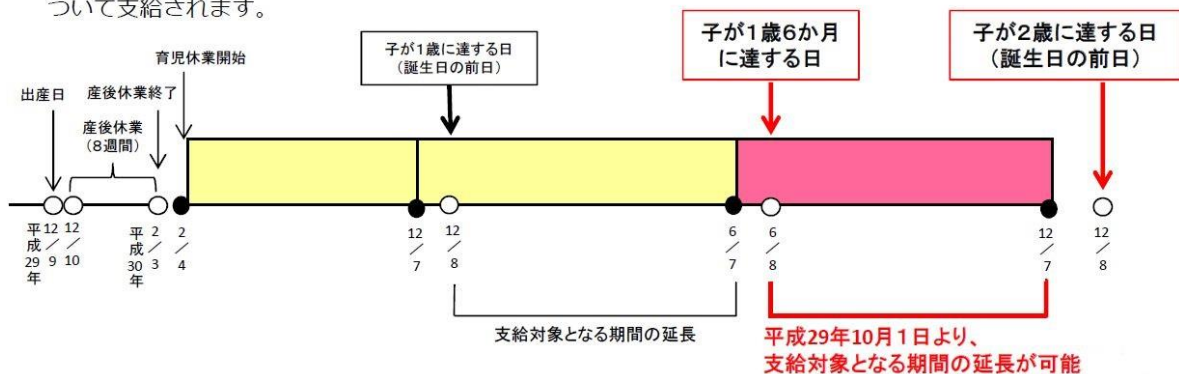 ついて支給されます。
子が1歳6か月
に達する日
子が2歳に達する日
(誕生日の前日)
子が1歳に達する日
(誕生日の前日)
育児休業開始
出産日
産後休業終了
産後休業
(8週間)
平成29年
12/9
12/10
平成30年
2/3
2/4
12/7
12/8
6/7
6/8
12/7
12/8
支給対象となる期間の延長
平成29年10月1日より、
支給対象となる期間の延長が可能